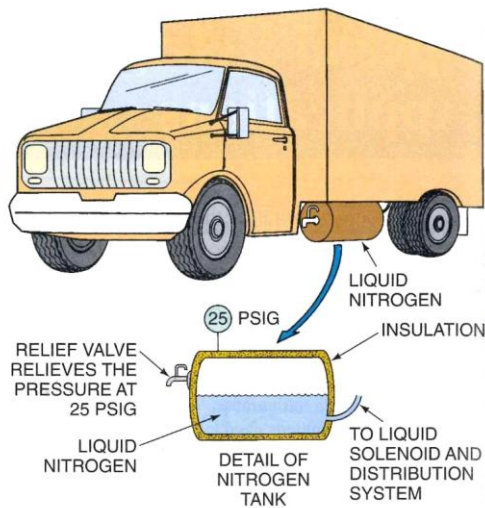 LIQUID
NITROGEN
25 PSIG
INSULATION
RELIEF VALVE
RELIEVES THE
PRESSURE AT
25 PSIG
LIQUID
NITROGEN
DETAIL OF
NITROGEN
TANK
TO LIQUID
SOLENOID AND
DISTRIBUTION
SYSTEM